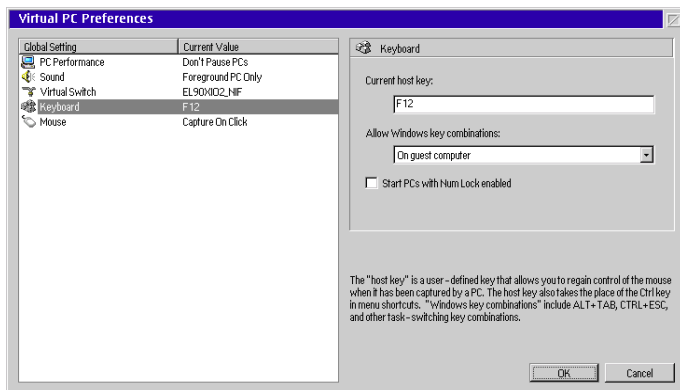 Virtual PC Preferences
Global Setting Current Value
PC Performance Don't Pause PCs
Sound Foreground PC Only
Virtual Switch EL90XIO2_NIF
Keyboard F12
Mouse Capture On Click
Keyboard
Current host key:
F12
Allow Windows key combinations:
On guest computer
Start PCs with Num Lock enabled
The "host key" is a user-defined key that allows you to regain control of the mouse
when it has been captured by a PC. The host key also takes the place of the Ctrl key
in menu shortcuts. "Windows key combinations" include ALT+TAB, CTRL+ESC,
and other task-switching key combinations.
OK Cancel